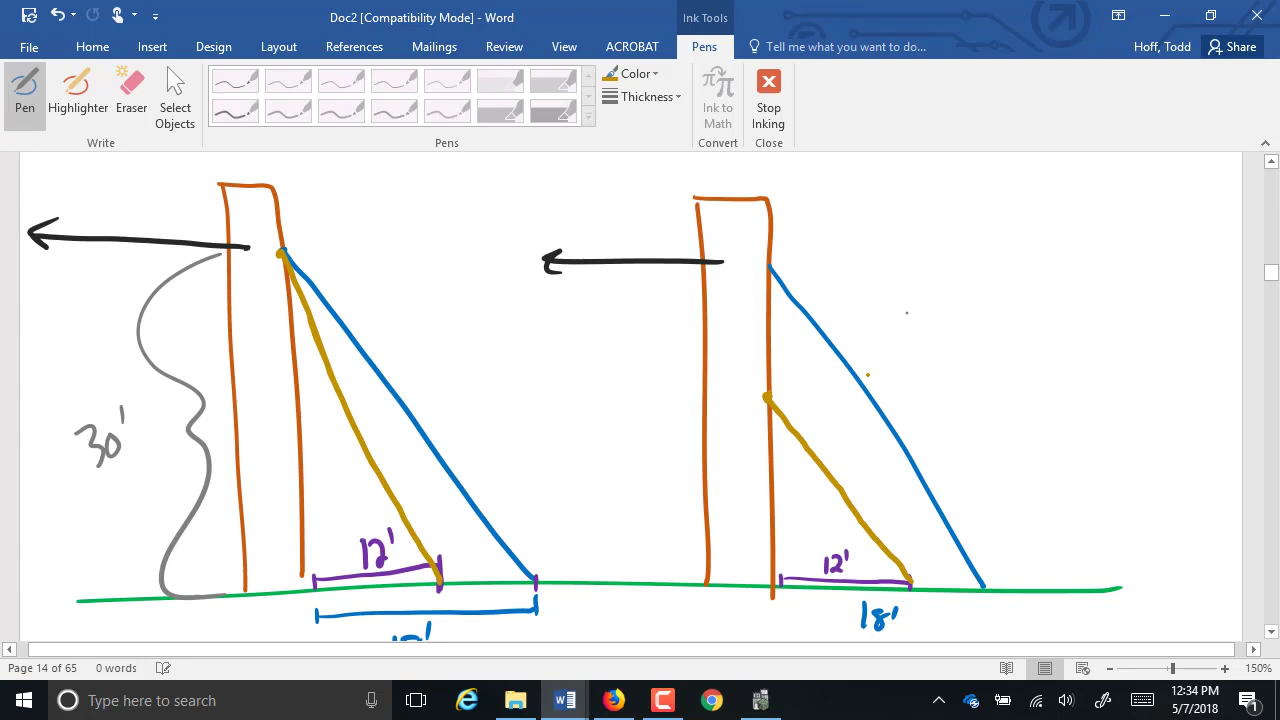 Doc2 [Compatibility Mode] - Word
Ink Tools
File Home Insert Design Layout References Mailings Review View ACROBAT Pens Tell me what you want to do... Hoff, Todd Share
Pen Highlighter Eraser Select Objects
Color
Thickness
Ink to Math
Stop Inking
Write Pens Convert Close
30'
12'
12'
18'
Page 14 of 65 0 words 150%
Type here to search
12:34 PM
5/7/2018
1